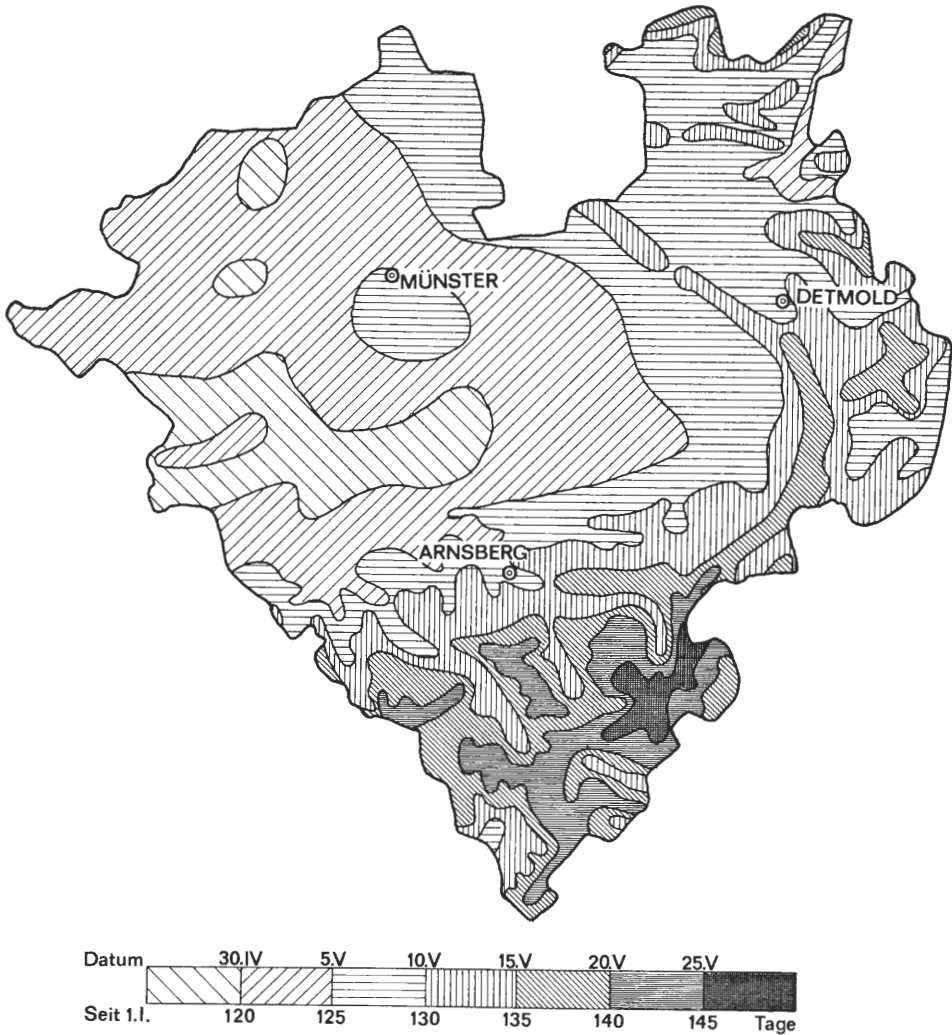 MÜNSTER
DETMOLD
ARNSBERG
Datum 30.IV 5.V 10.V 15.V 20.V 25.V
Seit 1.I. 120 125 130 135 140 145 Tage